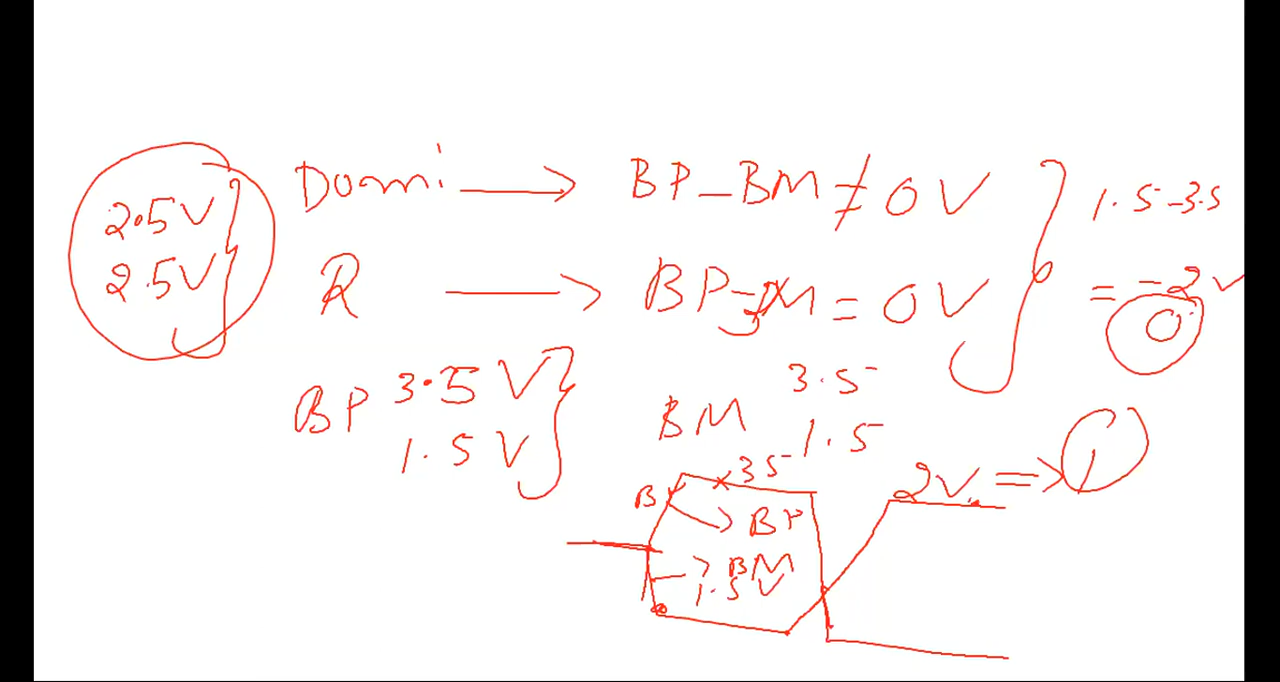 2.5V
2.5V
Domi → BP-BM ≠ 0V
R → BP-BM = 0V
1.5-3.5
= -2V
0
BP 3.5V
1.5V
BM 3.5
1.5
2V ⇒ 1
3.5
B
→ BP
→ BM
1.5V